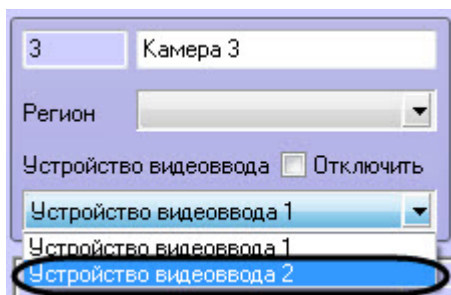 3 Камера 3
Регион
Устройство видеоввода Отключить
Устройство видеоввода 1
Устройство видеоввода 1
Устройство видеоввода 2